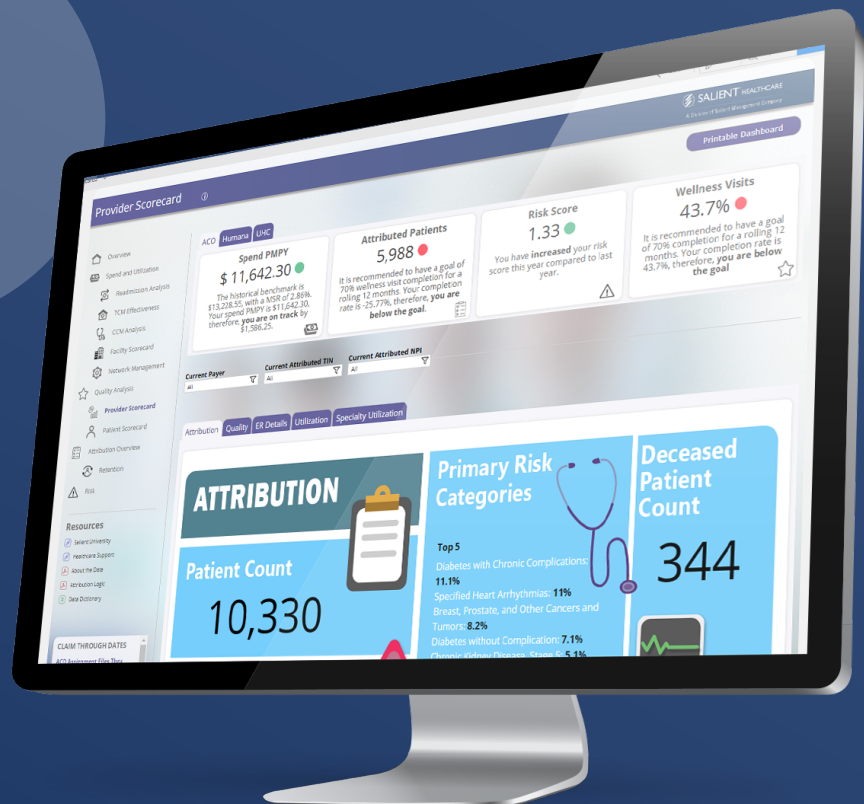 SALIENT HEALTHCARE
Printable Dashboard
Provider Scorecard
Overview
Spend and Utilization
Readmission Analysis
TCM Effectiveness
CCM Analysis
Facility Scorecard
Network Management
Quality Analysis
Provider Scorecard
Patient Scorecard
Attribution Overview
Retention
Risk
Resources
Salient University
Healthcare Support
About the Data
Attribution Logic
Data Dictionary
CLAIM THROUGH DATES
ACO Assignment Files Thru
ACO Humana UHC
Spend PMPY
$ 11,642.30
The historical benchmark is
$13,228.55, with a MSR of 2.86%.
Your spend PMPY is $11,642.30,
therefore, you are on track by
$1,586.25.
Attributed Patients
5,988
It is recommended to have a goal of
70% wellness visit completion for a
rolling 12 months. Your completion
rate is -25.77%, therefore, you are
below the goal.
Risk Score
1.33
You have increased your risk
score this year compared to last
year.
Wellness Visits
43.7%
It is recommended to have a goal
of 70% completion for a rolling 12
months. Your completion rate is
43.7%, therefore, you are below
the goal
Current Payer
All
Current Attributed TIN
All
Current Attributed NPI
All
Attribution Quality ER Details Utilization Specialty Utilization
ATTRIBUTION
Patient Count
10,330
Primary Risk
Categories
Top 5
Diabetes with Chronic Complications:
11.1%
Specified Heart Arrhythmias: 11%
Breast, Prostate, and Other Cancers and
Tumors: 8.2%
Diabetes without Complication: 7.1%
Chronic Kidney Disease, Stage 5: 5.1%
Deceased
Patient
Count
344